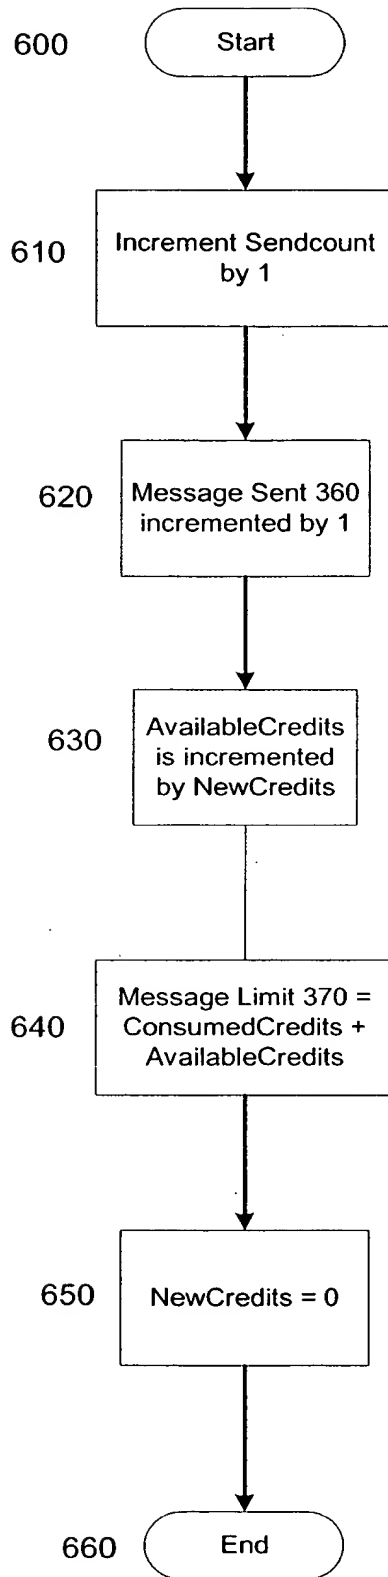 600
Start
610
Increment Sendcount
by 1
620
Message Sent 360
incremented by 1
630
AvailableCredits
is incremented
by NewCredits
640
Message Limit 370 =
ConsumedCredits +
AvailableCredits
650
NewCredits = 0
660
End